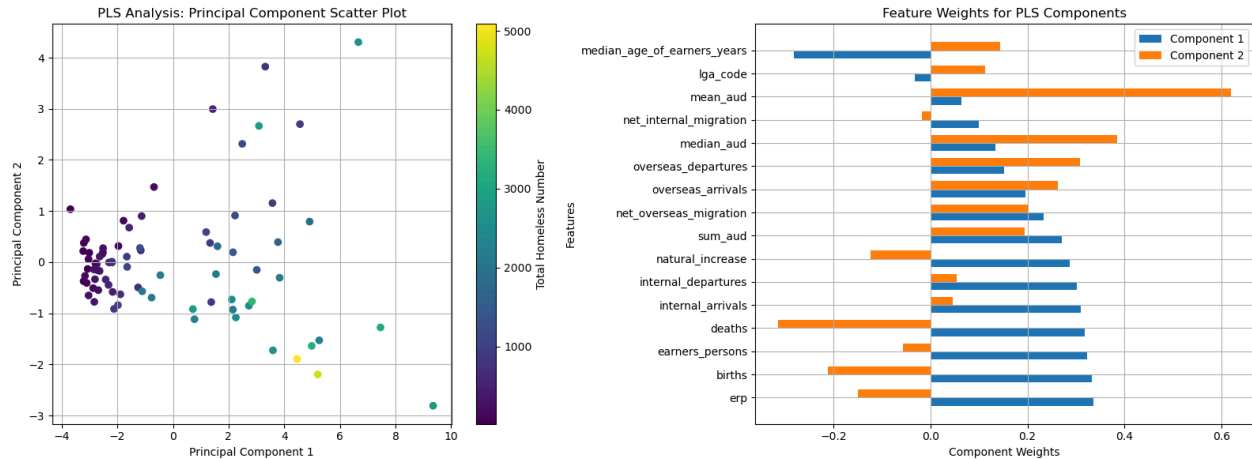 PLS Analysis: Principal Component Scatter Plot
Principal Component 2
4
3
2
1
0
−1
−2
−3
−4
−2
0
2
4
6
8
10
Principal Component 1
5000
4000
3000
2000
1000
Total Homeless Number
Feature Weights for PLS Components
Features
median_age_of_earners_years
lga_code
mean_aud
net_internal_migration
median_aud
overseas_departures
overseas_arrivals
net_overseas_migration
sum_aud
natural_increase
internal_departures
internal_arrivals
deaths
earners_persons
births
erp
Component 1
Component 2
−0.2
0.0
0.2
0.4
0.6
Component Weights